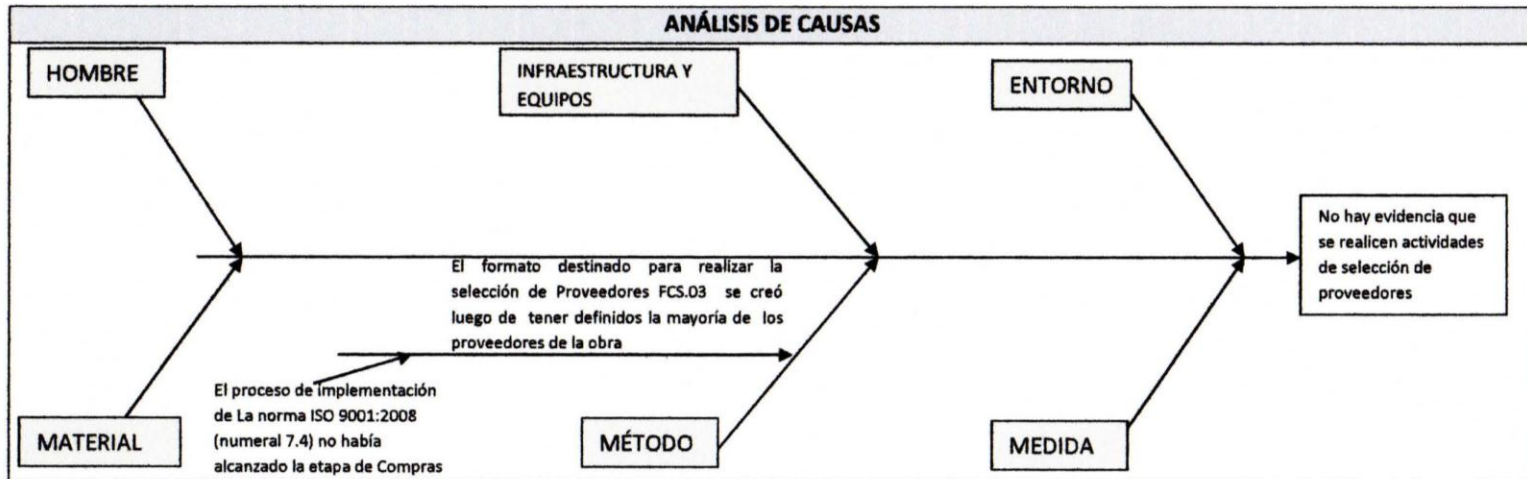 ANÁLISIS DE CAUSAS
HOMBRE
INFRAESTRUCTURA Y
EQUIPOS
ENTORNO
No hay evidencia que
se realicen actividades
de selección de
proveedores
El formato destinado para realizar la
selección de Proveedores FCS.03 se creó
luego de tener definidos la mayoría de los
proveedores de la obra
El proceso de implementación
de La norma ISO 9001:2008
(numeral 7.4) no había
alcanzado la etapa de Compras
MATERIAL
MÉTODO
MEDIDA